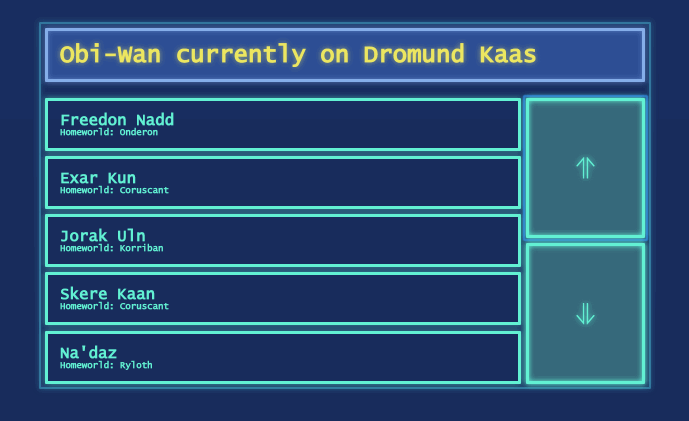 Obi-Wan currently on Dromund Kaas
Freedon Nadd
Homeworld: Onderon
Exar Kun
Homeworld: Coruscant
Jorak Uln
Homeworld: Korriban
Skere Kaan
Homeworld: Coruscant
Na'daz
Homeworld: Ryloth